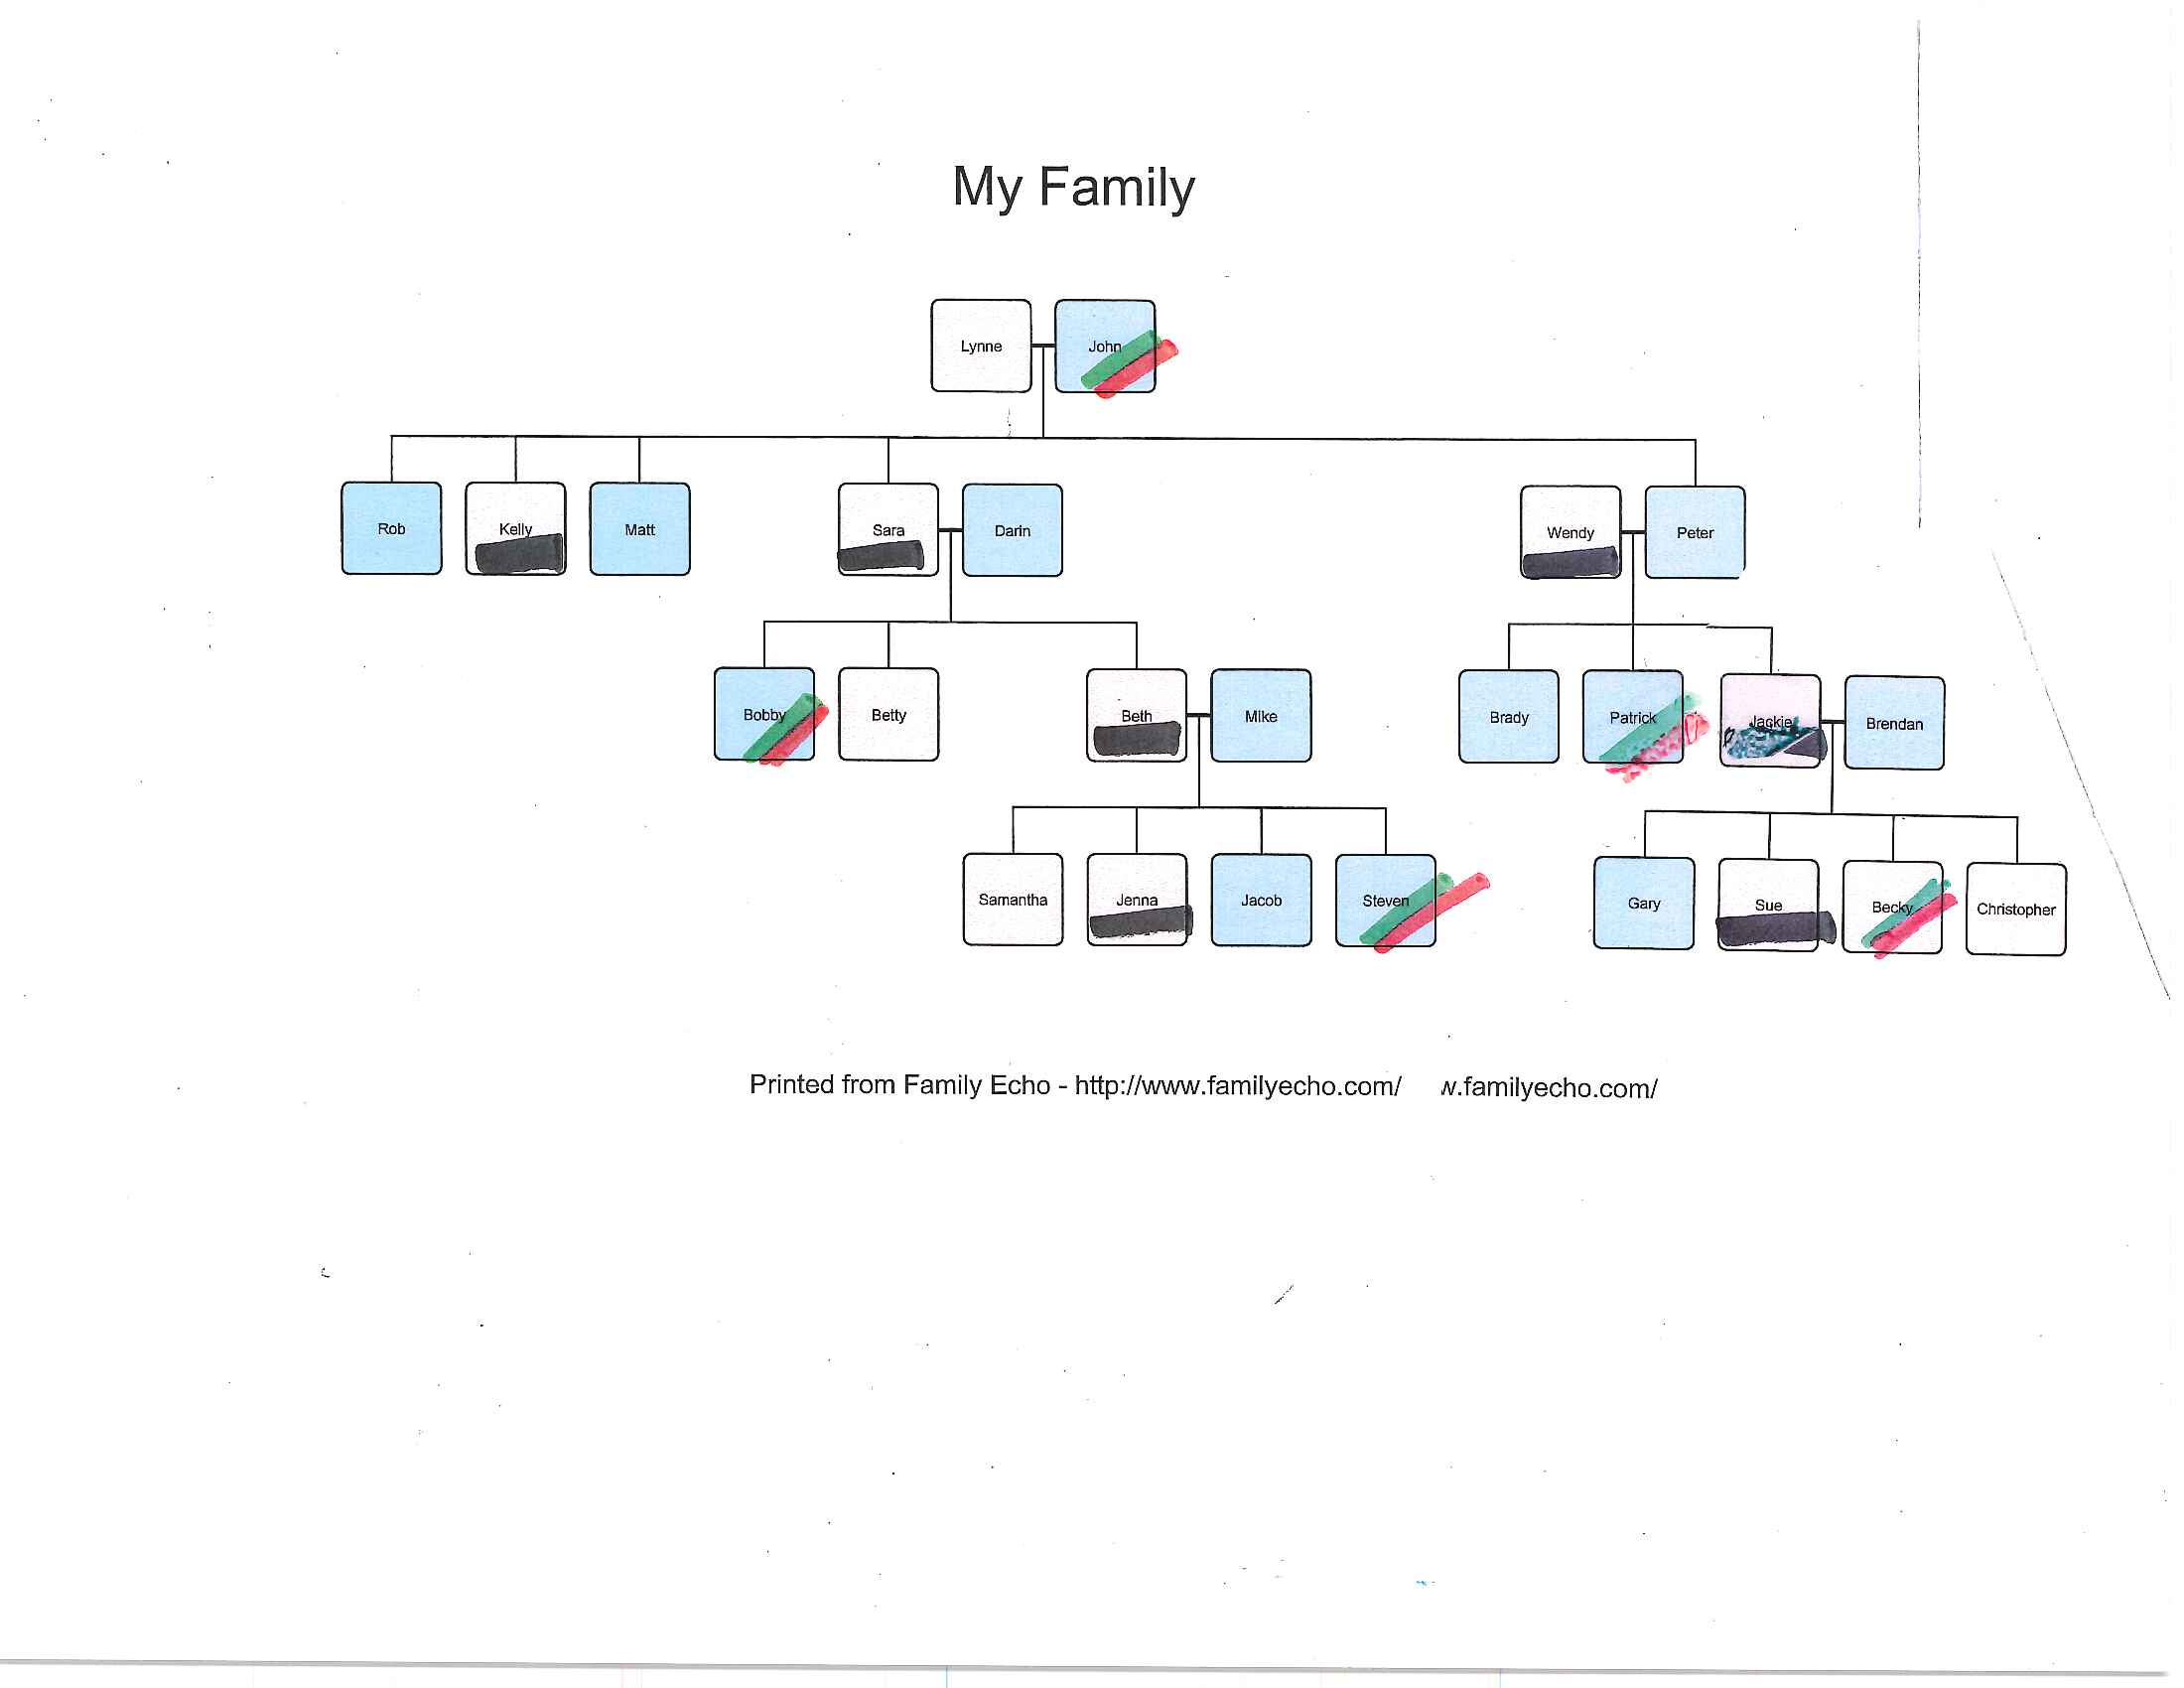 My Family
Lynne John
Rob Kelly Matt Sara Darin Wendy Peter
Bobby Betty Beth Mike Brady Patrick Jackie Brendan
Samantha Jenna Jacob Steven Gary Sue Becky Christopher
Printed from Family Echo - http://www.familyecho.com/ w.familyecho.com/